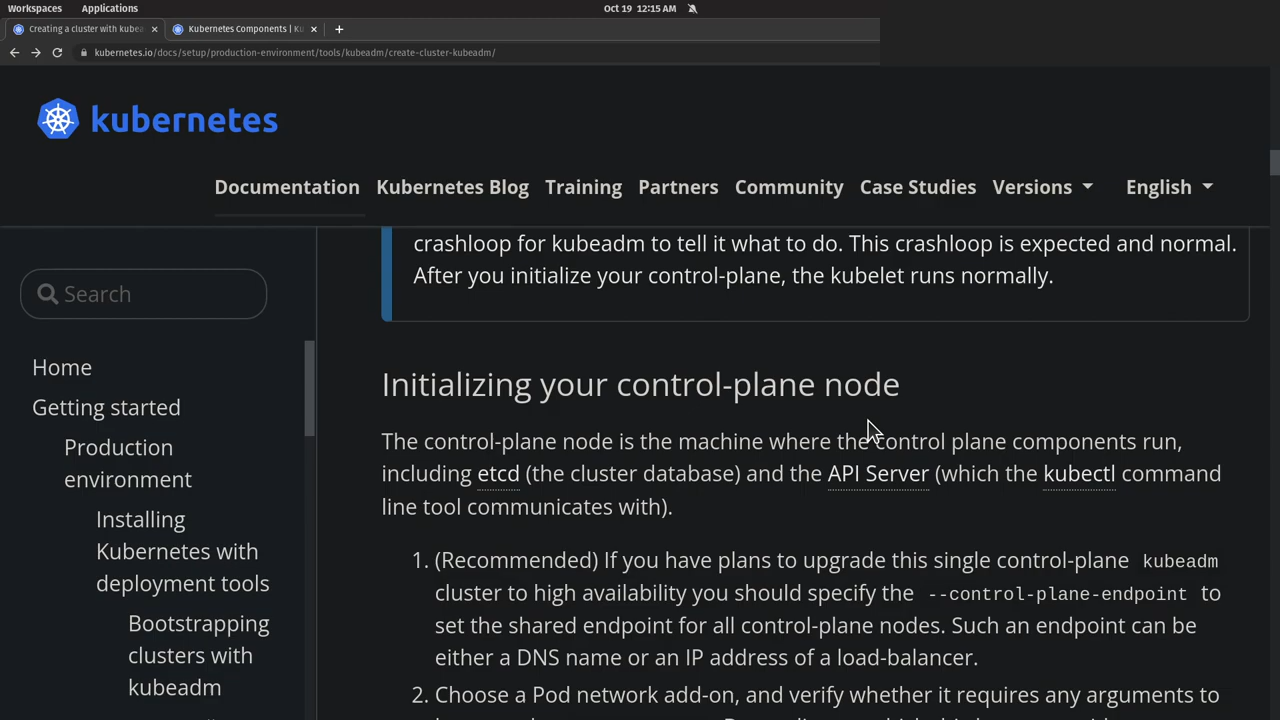 Workspaces Applications Oct 19 12:15 AM
Creating a cluster with kubea Kubernetes Components | Ku
kubernetes.io/docs/setup/production-environment/tools/kubeadm/create-cluster-kubeadm/
kubernetes
Documentation Kubernetes Blog Training Partners Community Case Studies Versions English
Search
Home
Getting started
Production
environment
Installing
Kubernetes with
deployment tools
Bootstrapping
clusters with
kubeadm
crashloop for kubeadm to tell it what to do. This crashloop is expected and normal.
After you initialize your control-plane, the kubelet runs normally.
Initializing your control-plane node
The control-plane node is the machine where the control plane components run,
including etcd (the cluster database) and the API Server (which the kubectl command
line tool communicates with).
1. (Recommended) If you have plans to upgrade this single control-plane kubeadm
cluster to high availability you should specify the --control-plane-endpoint to
set the shared endpoint for all control-plane nodes. Such an endpoint can be
either a DNS name or an IP address of a load-balancer.
2. Choose a Pod network add-on, and verify whether it requires any arguments to